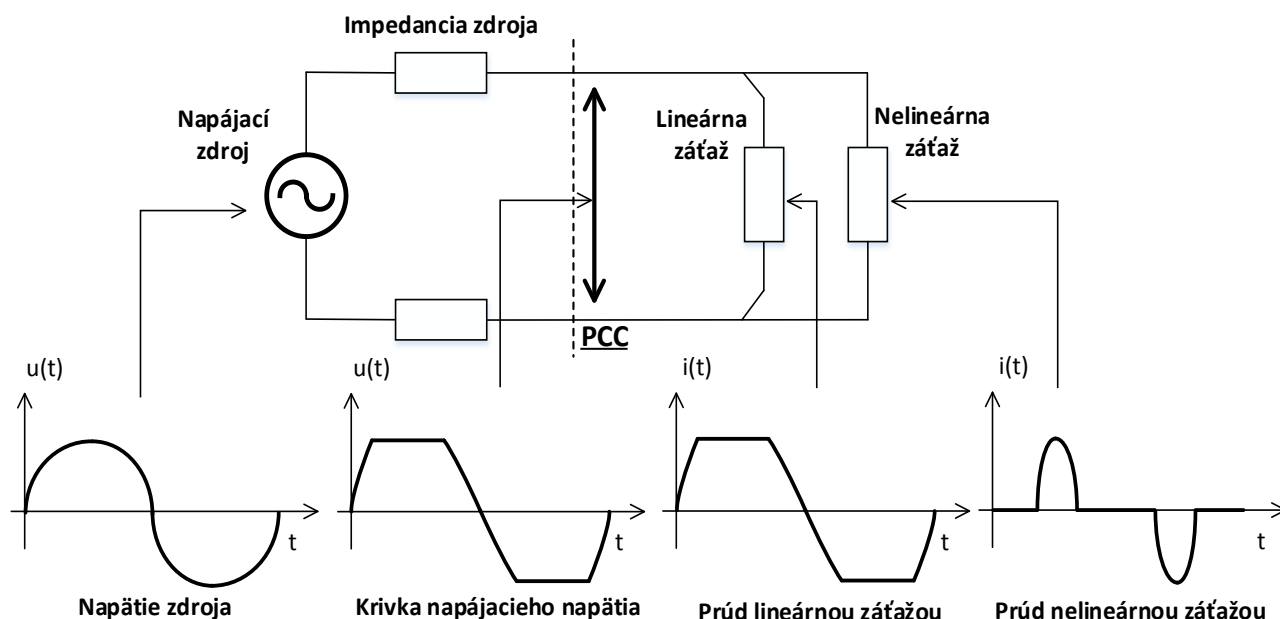 Impedancia zdroja
Napájací
zdroj
Lineárna
záťaž
Nelineárna
záťaž
PCC
u(t)
u(t)
i(t)
i(t)
t
t
t
t
Napätie zdroja
Krivka napájacieho napätia
Prúd lineárnou záťažou
Prúd nelineárnou záťažou